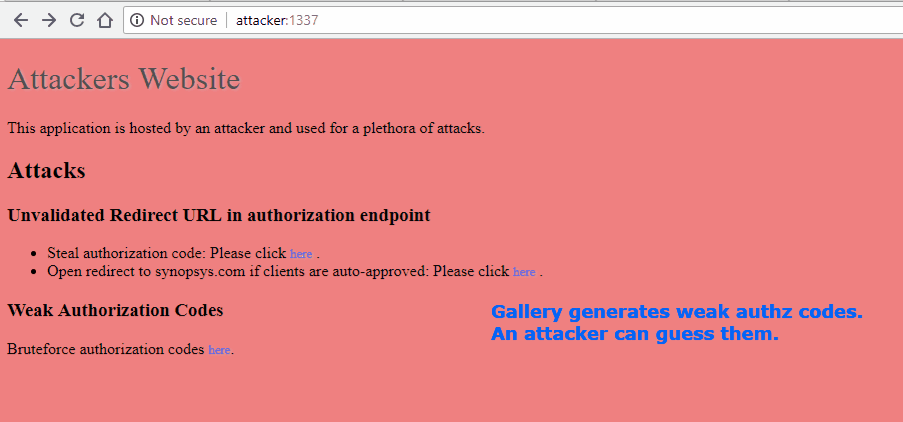 Not secure | attacker:1337
Attackers Website
This application is hosted by an attacker and used for a plethora of attacks.
Attacks
Unvalidated Redirect URL in authorization endpoint
• Steal authorization code: Please click here .
• Open redirect to synopsys.com if clients are auto-approved: Please click here .
Weak Authorization Codes
Gallery generates weak authz codes.
An attacker can guess them.
Bruteforce authorization codes here.